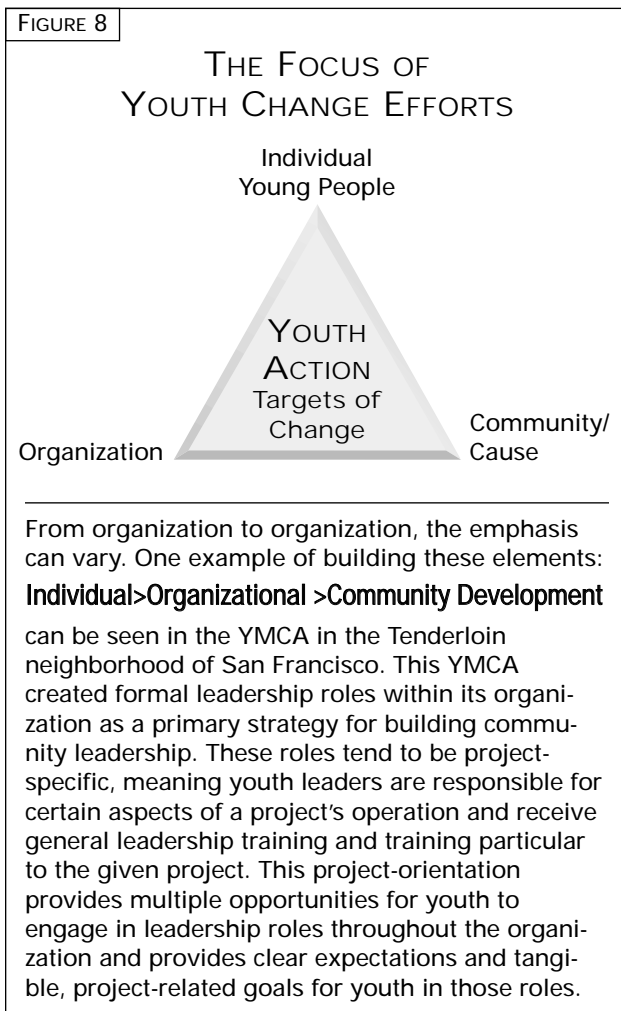 FIGURE 8
THE FOCUS OF
YOUTH CHANGE EFFORTS
Individual
Young People
YOUTH
ACTION
Targets of
Change
Organization
Community/
Cause
From organization to organization, the emphasis
can vary. One example of building these elements:
Individual>Organizational >Community Development
can be seen in the YMCA in the Tenderloin
neighborhood of San Francisco. This YMCA
created formal leadership roles within its organi-
zation as a primary strategy for building commu-
nity leadership. These roles tend to be project-
specific, meaning youth leaders are responsible for
certain aspects of a project's operation and receive
general leadership training and training particular
to the given project. This project-orientation
provides multiple opportunities for youth to
engage in leadership roles throughout the organi-
zation and provides clear expectations and tangi-
ble, project-related goals for youth in those roles.